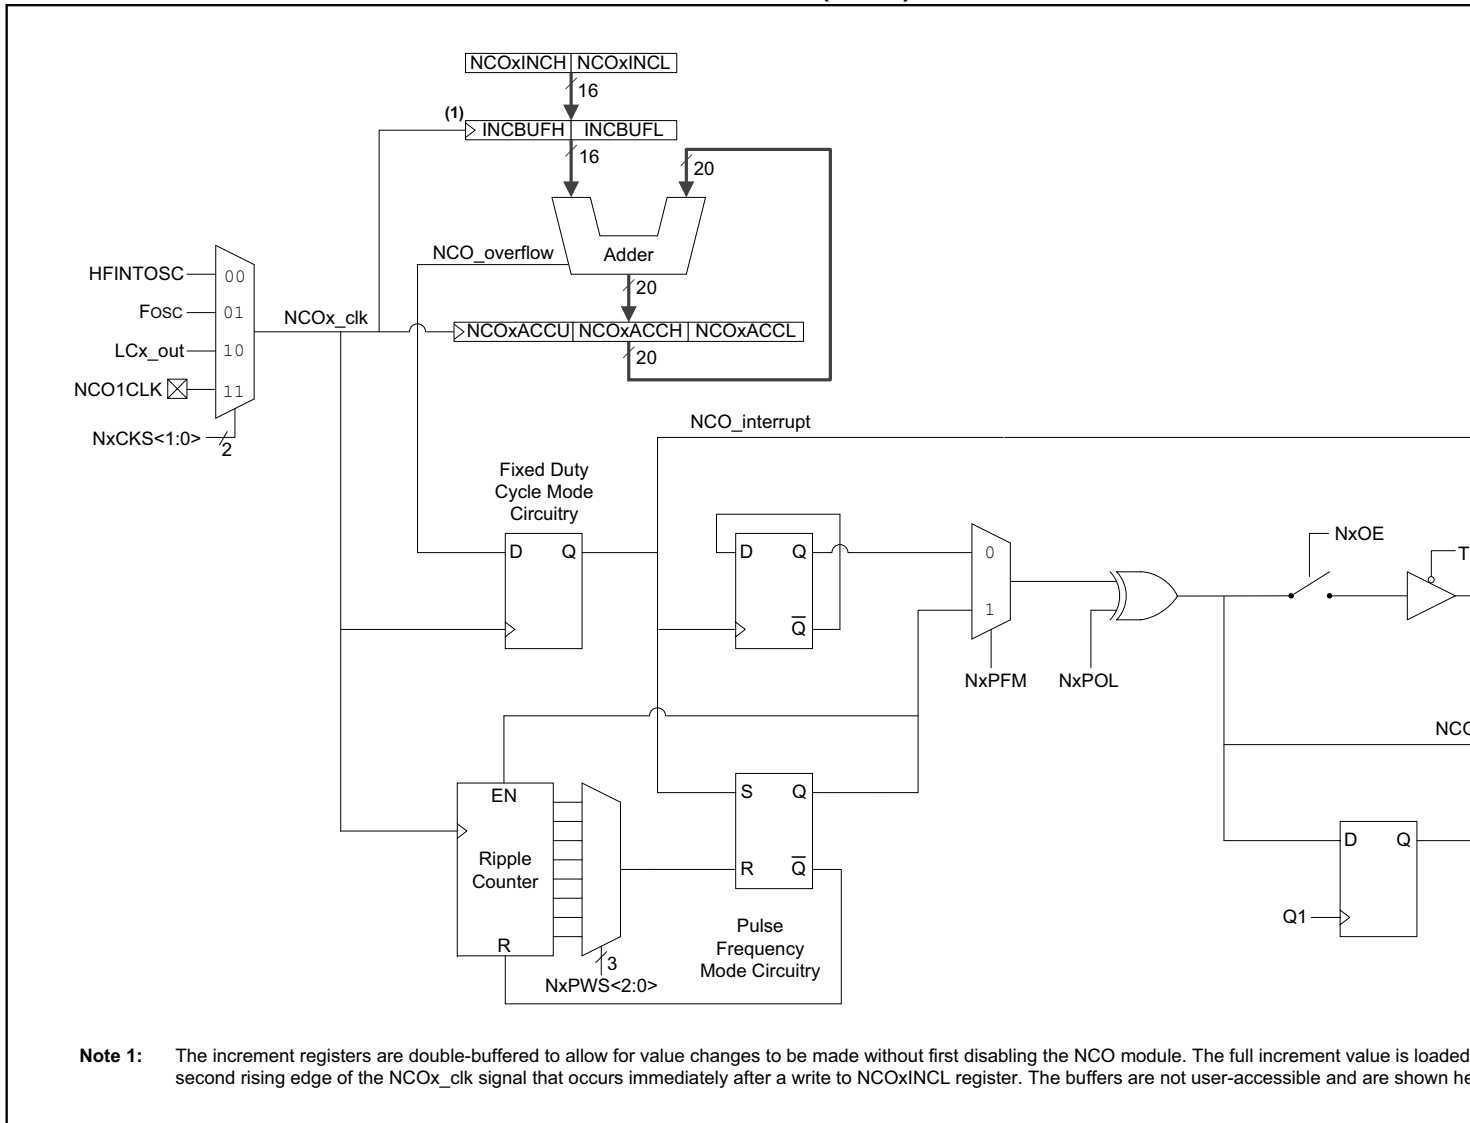 NCOxINCH NCOxINCL
16
(1)
INCBUFH INCBUFL
16
20
NCO_overflow
Adder
20
HFINTOSC
00
FOSC
01
NCOx_clk
NCOxACCU NCOxACCH NCOxACCL
LCx_out
10
20
NCO1CLK
11
NxCKS<1:0>
2
NCO_interrupt
Fixed Duty
Cycle Mode
Circuitry
D Q
D Q
Q
0
1
NxPFM
NxPOL
NxOE
T
NCO
EN
Ripple
Counter
R
3
NxPWS<2:0>
S Q
R Q
Pulse
Frequency
Mode Circuitry
D Q
Q1
Note 1: The increment registers are double-buffered to allow for value changes to be made without first disabling the NCO module. The full increment value is loaded
second rising edge of the NCOx_clk signal that occurs immediately after a write to NCOxINCL register. The buffers are not user-accessible and are shown he